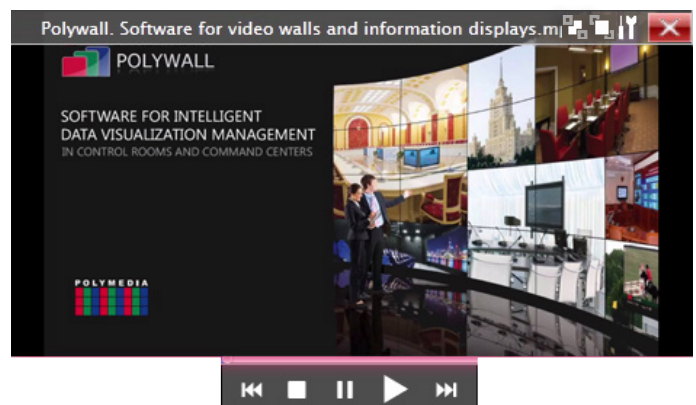 Polywall. Software for video walls and information displays.m
POLYWALL
SOFTWARE FOR INTELLIGENT
DATA VISUALIZATION MANAGEMENT
IN CONTROL ROOMS AND COMMAND CENTERS
POLYMEDIA